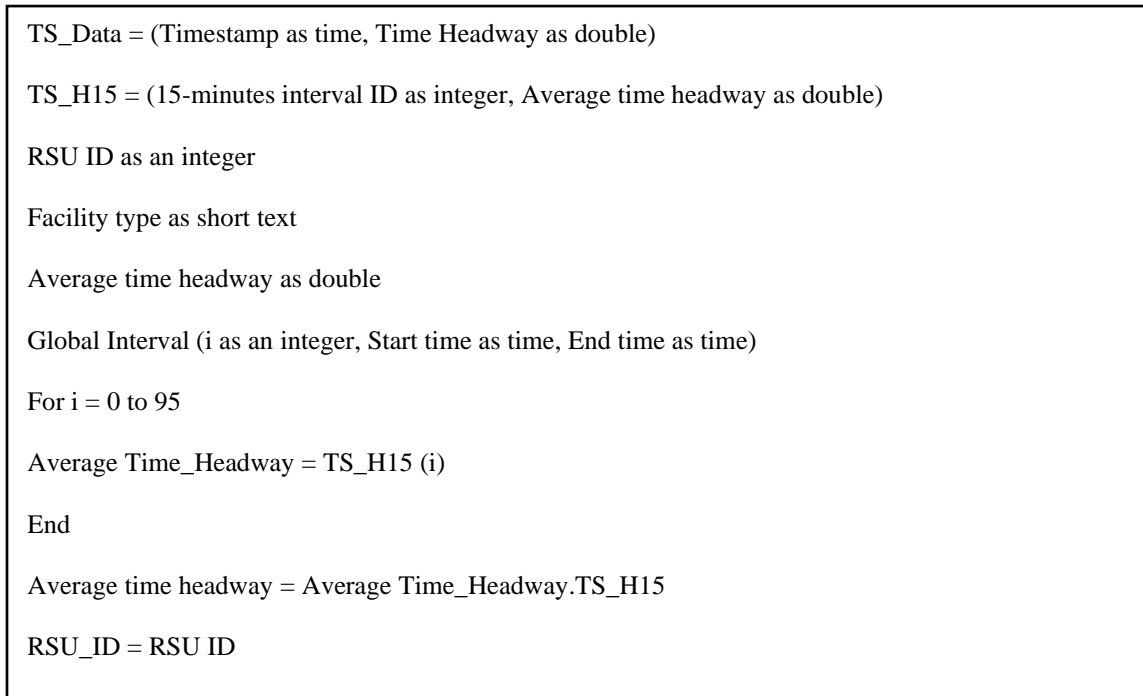 TS_Data = (Timestamp as time, Time Headway as double)
TS_H15 = (15-minutes interval ID as integer, Average time headway as double)
RSU ID as an integer
Facility type as short text
Average time headway as double
Global Interval (i as an integer, Start time as time, End time as time)
For i = 0 to 95
Average Time_Headway = TS_H15 (i)
End
Average time headway = Average Time_Headway.TS_H15
RSU_ID = RSU ID